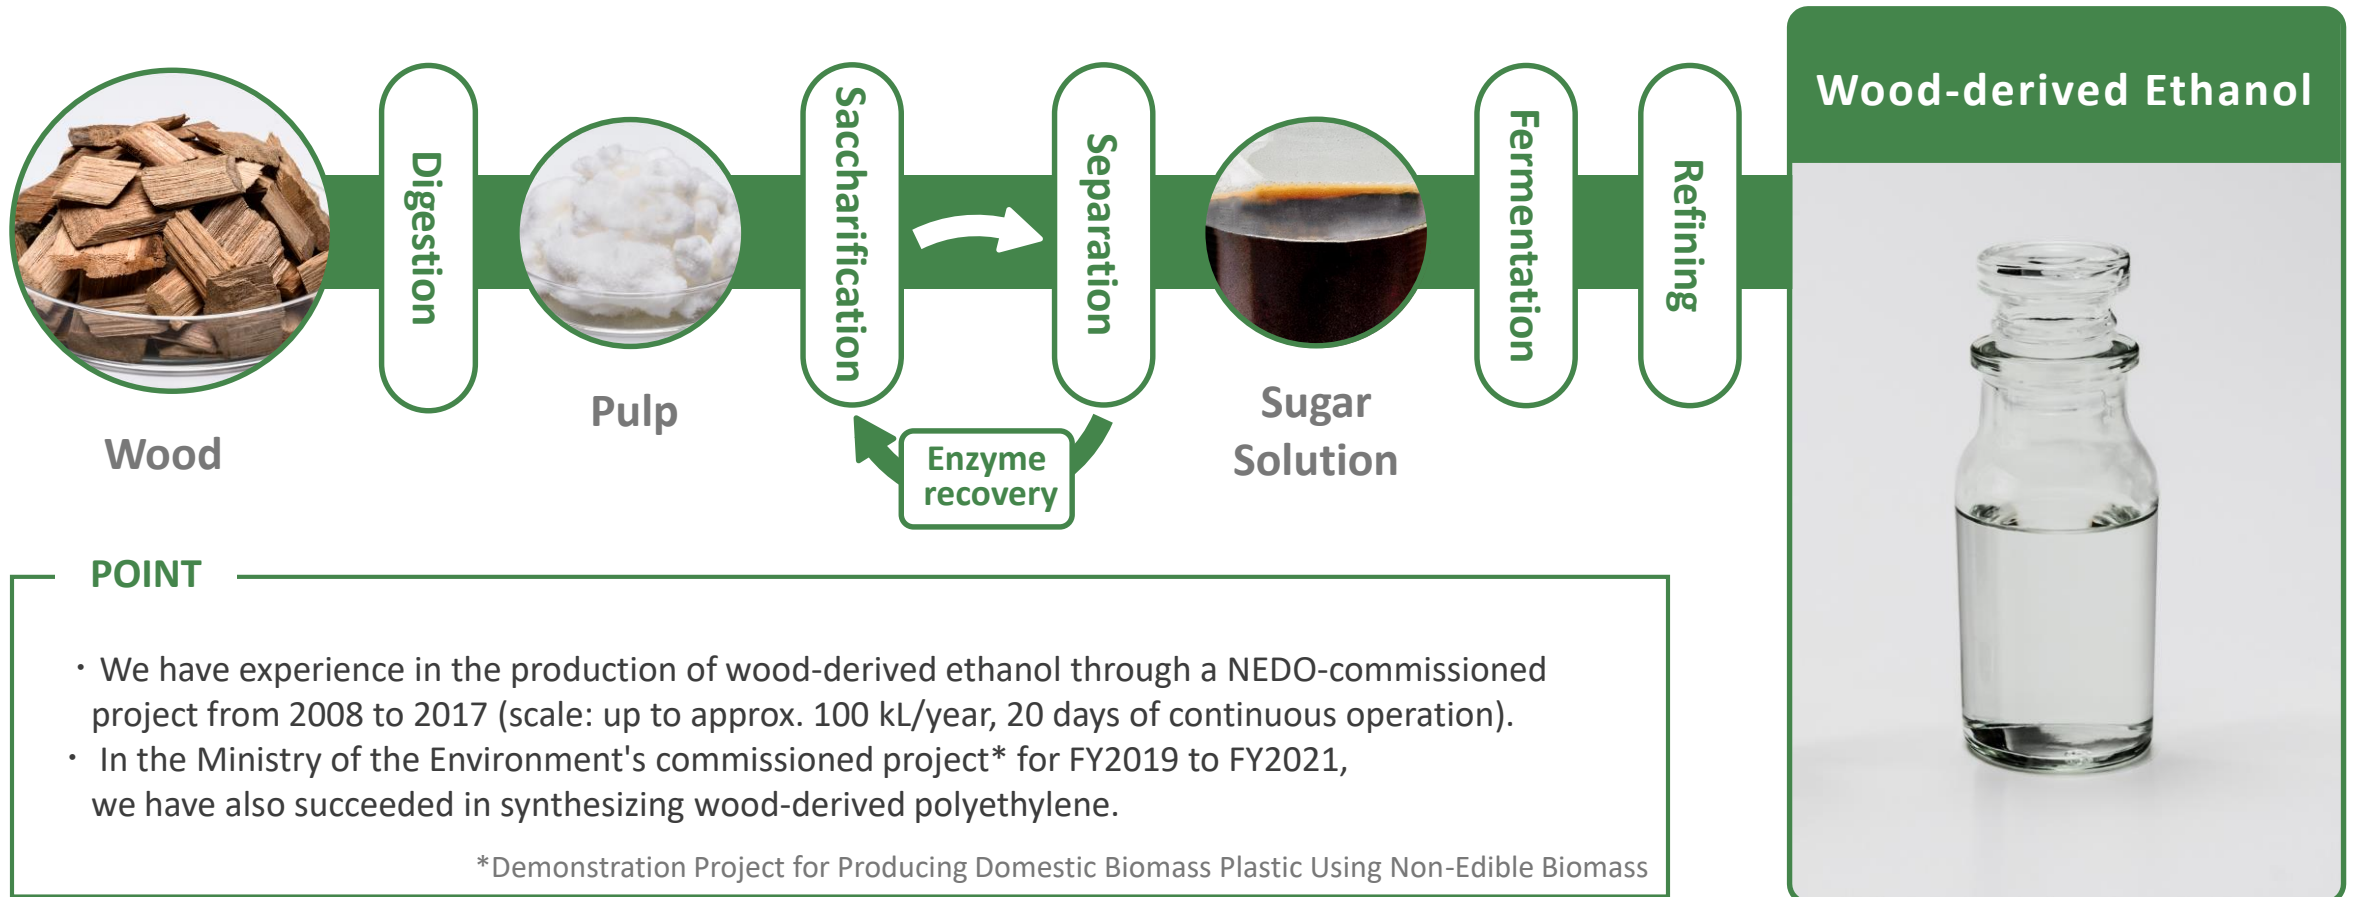 Wood-derived Ethanol
Digestion
Saccharification
Separation
Fermentation
Refining
Wood
Pulp
Sugar
Solution
Enzyme
recovery
POINT
・We have experience in the production of wood-derived ethanol through a NEDO-commissioned
project from 2008 to 2017 (scale: up to approx. 100 kL/year, 20 days of continuous operation).
・In the Ministry of the Environment's commissioned project* for FY2019 to FY2021,
we have also succeeded in synthesizing wood-derived polyethylene.
*Demonstration Project for Producing Domestic Biomass Plastic Using Non-Edible Biomass